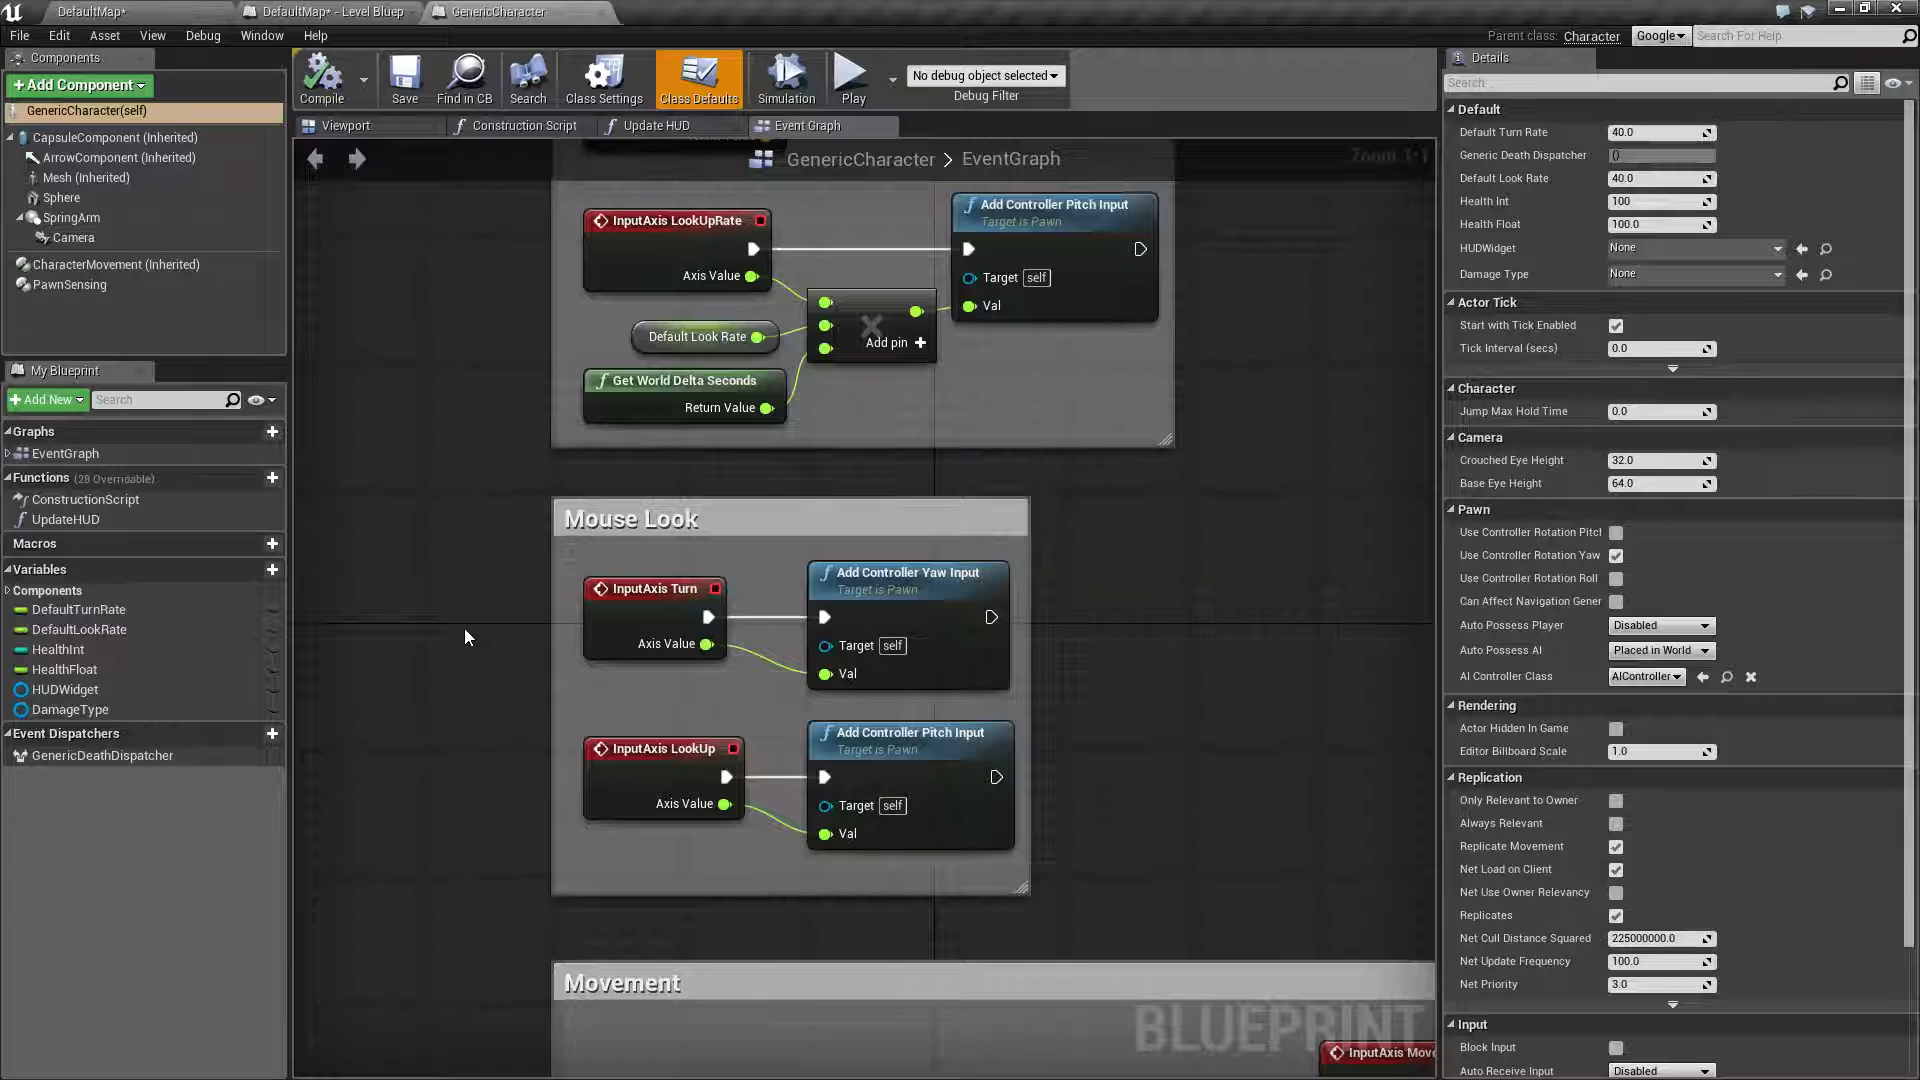 DefaultMap*
DefaultMap* - Level Bluep
GenericCharacter
File Edit Asset View Debug Window Help
Parent class: Character
Google
Search For Help
Components
+Add Component
GenericCharacter(self)
CapsuleComponent (Inherited)
ArrowComponent (Inherited)
Mesh (Inherited)
Sphere
SpringArm
Camera
CharacterMovement (Inherited)
PawnSensing
My Blueprint
+Add New
Search
Graphs
EventGraph
Functions (28 Overridable)
ConstructionScript
UpdateHUD
Macros
Variables
Components
DefaultTurnRate
DefaultLookRate
HealthInt
HealthFloat
HUDWidget
DamageType
Event Dispatchers
GenericDeathDispatcher
Compile Save Find in CB Search Class Settings Class Defaults Simulation Play
No debug object selected
Debug Filter
Viewport Construction Script Update HUD Event Graph
GenericCharacter > EventGraph
Zoom 1:1
InputAxis LookUpRate
Axis Value
Default Look Rate
Get World Delta Seconds
Return Value
Add pin +
Add Controller Pitch Input
Target is Pawn
Target self
Val
Mouse Look
InputAxis Turn
Axis Value
Add Controller Yaw Input
Target is Pawn
Target self
Val
InputAxis LookUp
Axis Value
Add Controller Pitch Input
Target is Pawn
Target self
Val
Movement
BLUEPRINT
InputAxis Move
Details
Search
Default
Default Turn Rate 40.0
Generic Death Dispatcher ()
Default Look Rate 40.0
Health Int 100
Health Float 100.0
HUDWidget None
Damage Type None
Actor Tick
Start with Tick Enabled
Tick Interval (secs) 0.0
Character
Jump Max Hold Time 0.0
Camera
Crouched Eye Height 32.0
Base Eye Height 64.0
Pawn
Use Controller Rotation Pitch
Use Controller Rotation Yaw
Use Controller Rotation Roll
Can Affect Navigation Gener
Auto Possess Player Disabled
Auto Possess AI Placed in World
AI Controller Class AIController
Rendering
Actor Hidden In Game
Editor Billboard Scale 1.0
Replication
Only Relevant to Owner
Always Relevant
Replicate Movement
Net Load on Client
Net Use Owner Relevancy
Replicates
Net Cull Distance Squared 225000000.0
Net Update Frequency 100.0
Net Priority 3.0
Input
Block Input
Auto Receive Input Disabled